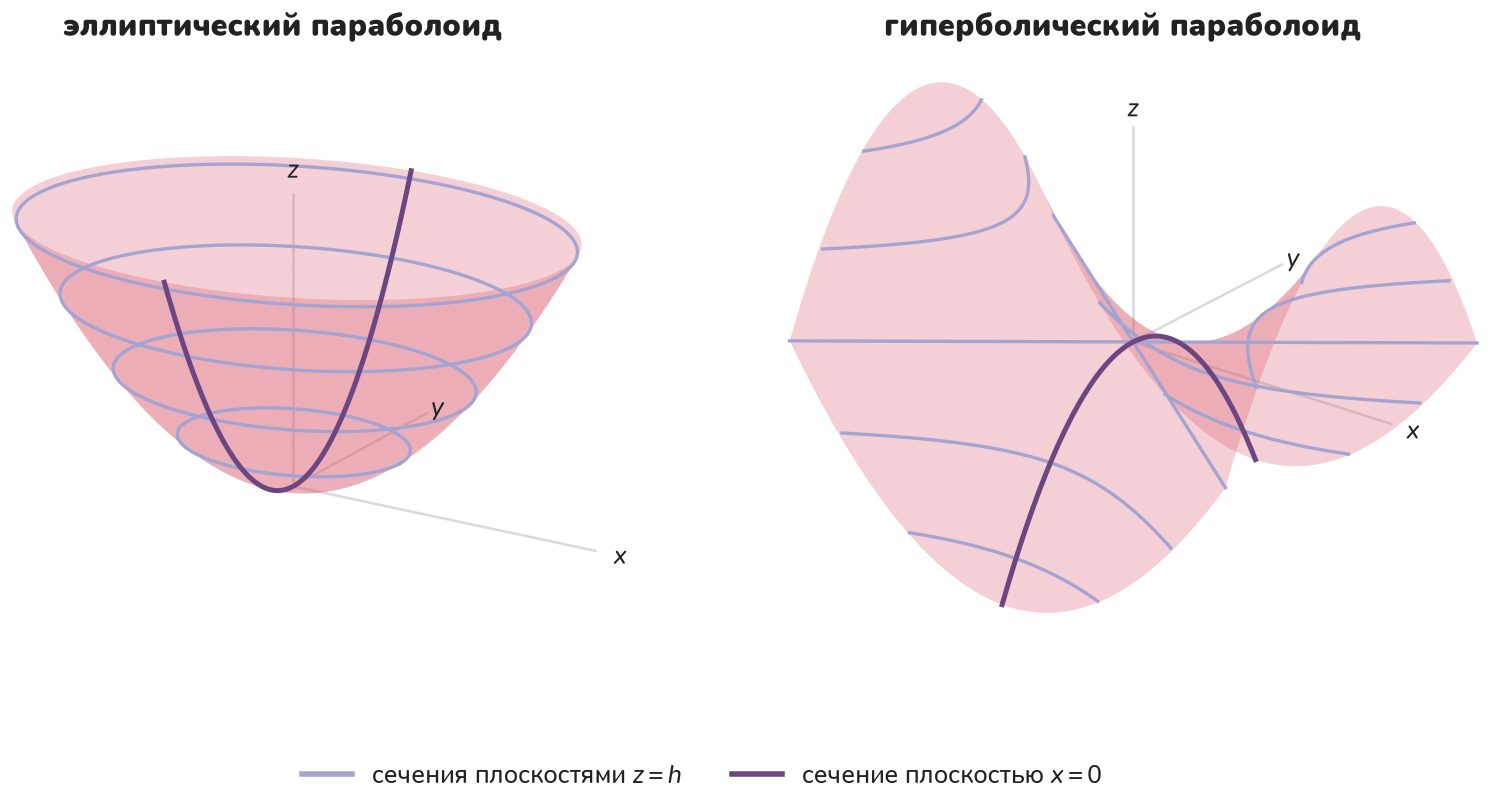 эллиптический параболоид
z
y
x
гиперболический параболоид
z
y
x
сечения плоскостями z = h
сечение плоскостью x = 0